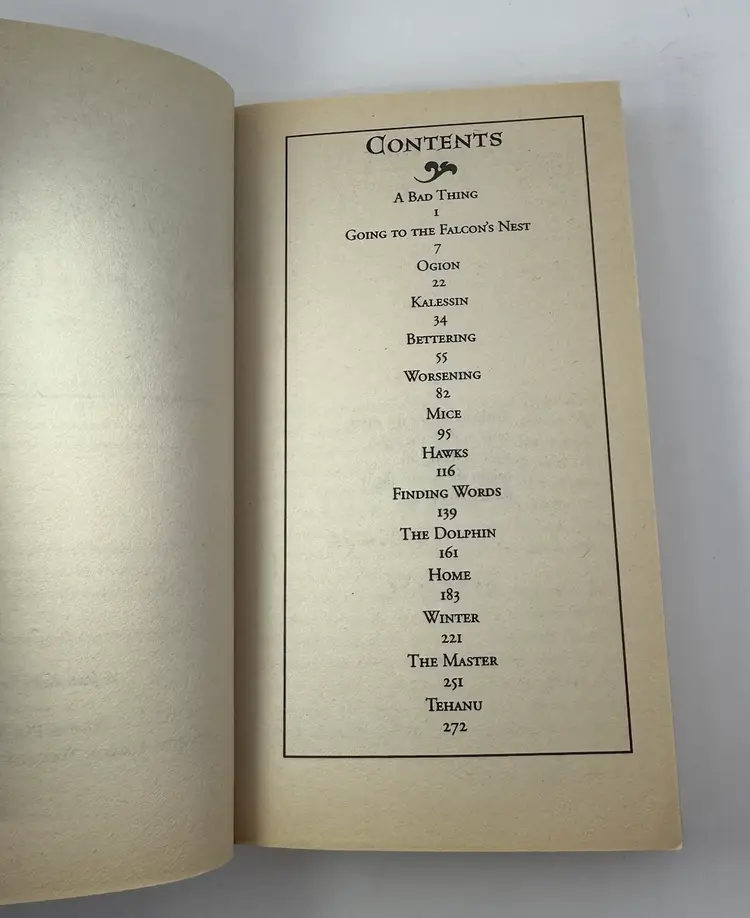 Contents
A Bad Thing
1
Going to the Falcon's Nest
7
Ogion
22
Kalessin
34
Bettering
55
Worsening
82
Mice
95
Hawks
116
Finding Words
139
The Dolphin
161
Home
183
Winter
221
The Master
251
Tehanu
272